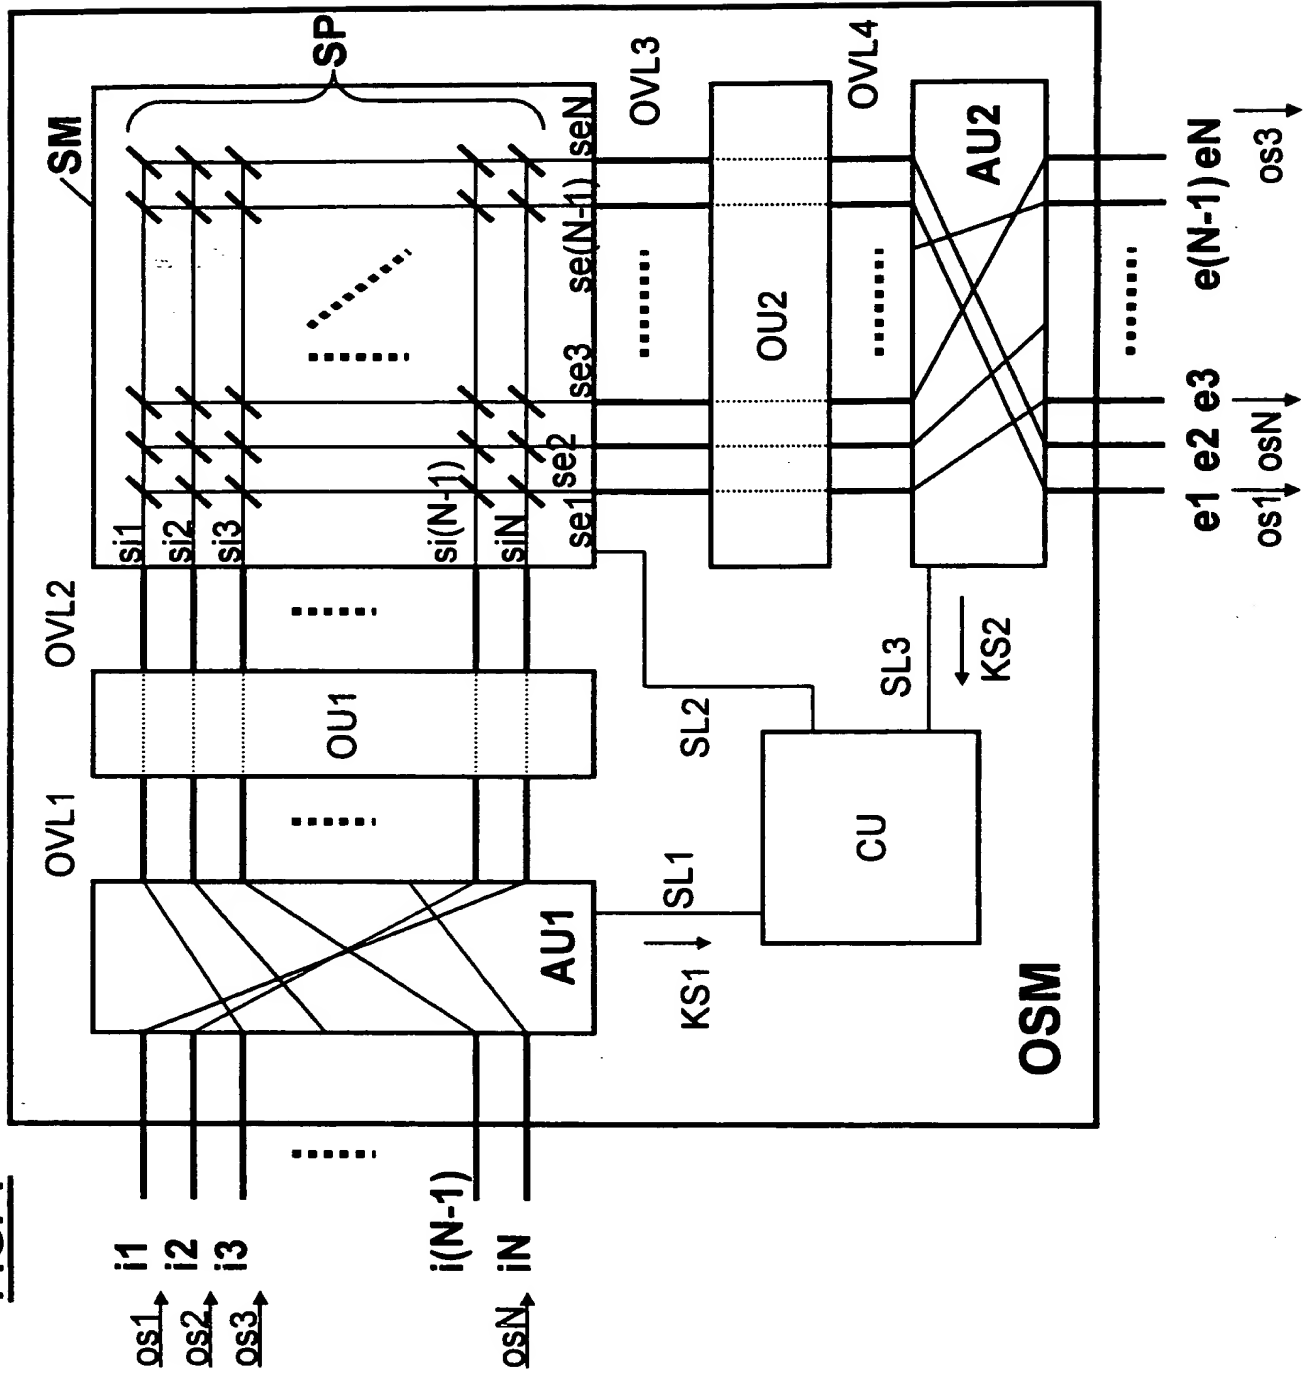 os1
os2
os3
osN
i1
i2
i3
i(N-1)
iN
AU1
OVL1
OU1
OVL2
SM
SP
si1
si2
si3
si(N-1)
siN
se1
se2
se3
se(N-1)
seN
OVL3
OU2
OVL4
AU2
KS1
SL1
CU
SL2
SL3
KS2
OSM
e1
e2
e3
e(N-1)
eN
os1
osN
os3